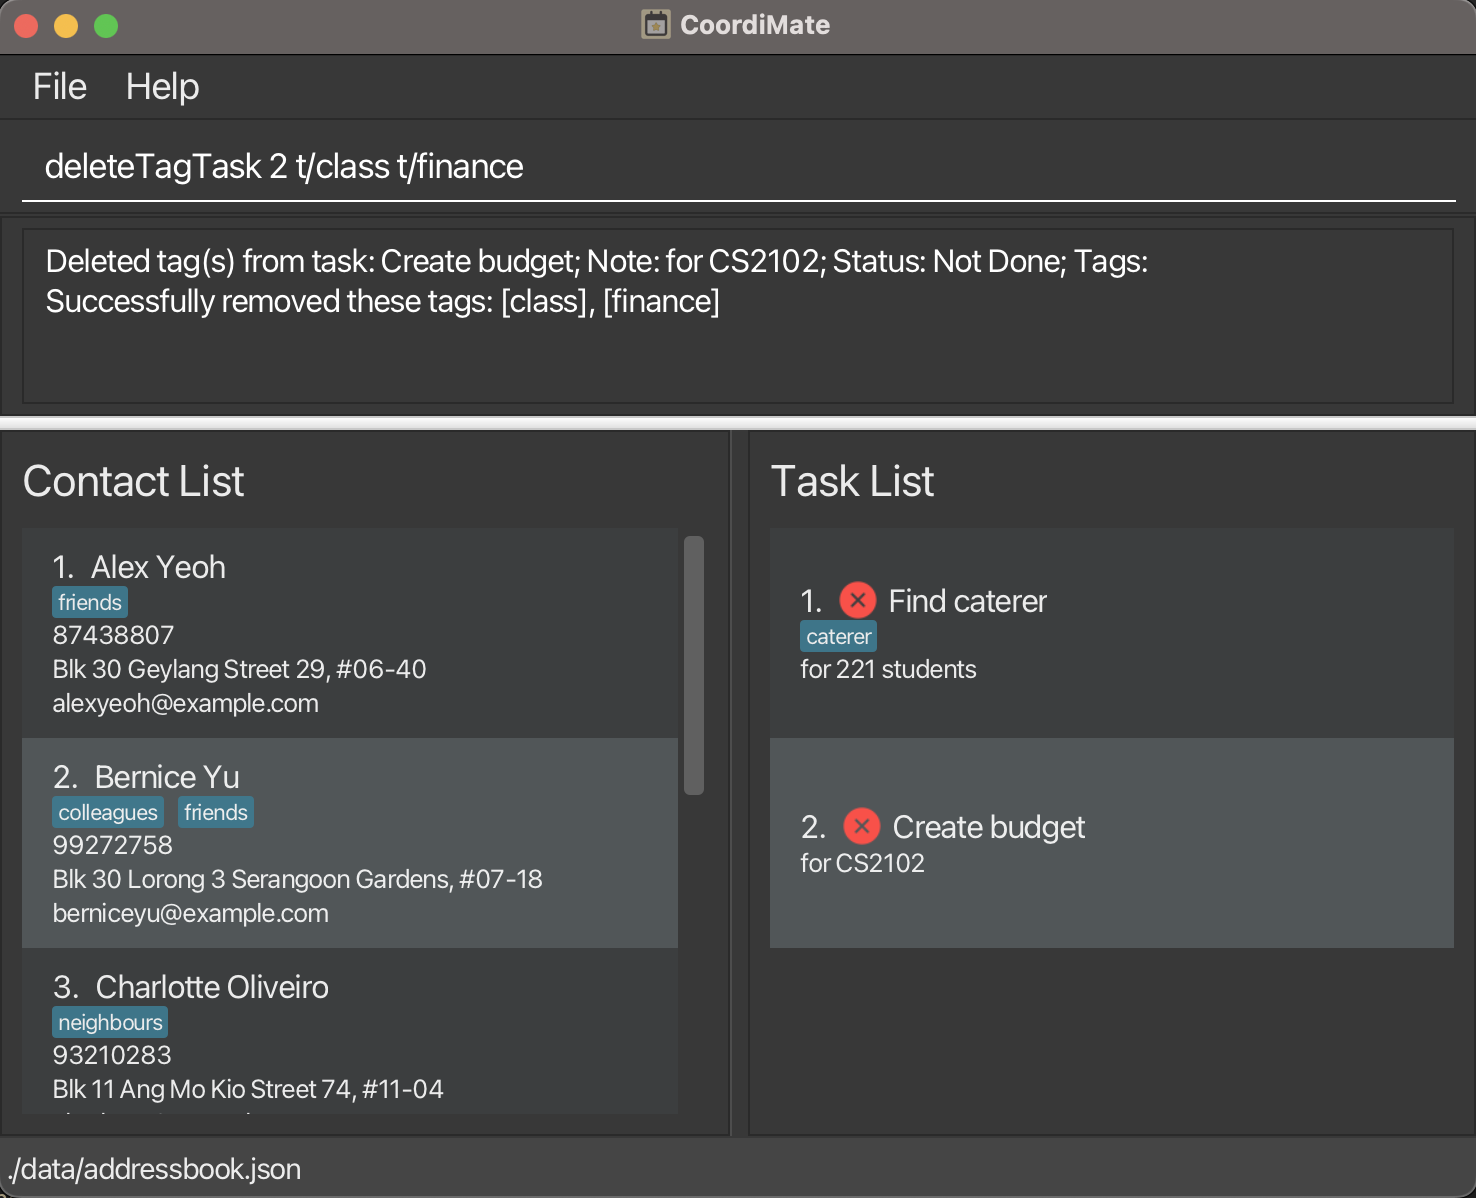 CoordiMate
File Help
deleteTagTask 2 t/class t/finance
Deleted tag(s) from task: Create budget; Note: for CS2102; Status: Not Done; Tags:
Successfully removed these tags: [class], [finance]
Contact List
1. Alex Yeoh
friends
87438807
Blk 30 Geylang Street 29, #06-40
alexyeoh@example.com
2. Bernice Yu
colleagues friends
99272758
Blk 30 Lorong 3 Serangoon Gardens, #07-18
berniceyu@example.com
3. Charlotte Oliveiro
neighbours
93210283
Blk 11 Ang Mo Kio Street 74, #11-04
Task List
1. Find caterer
caterer
for 221 students
2. Create budget
for CS2102
./data/addressbook.json